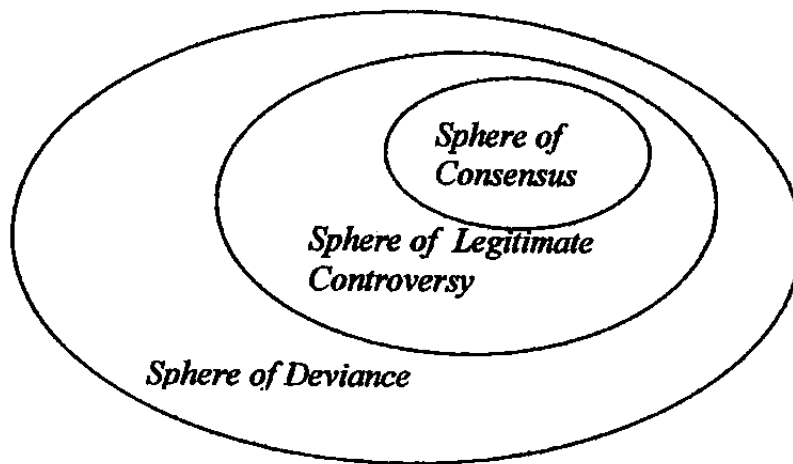 Sphere of
Consensus
Sphere of Legitimate
Controversy
Sphere of Deviance